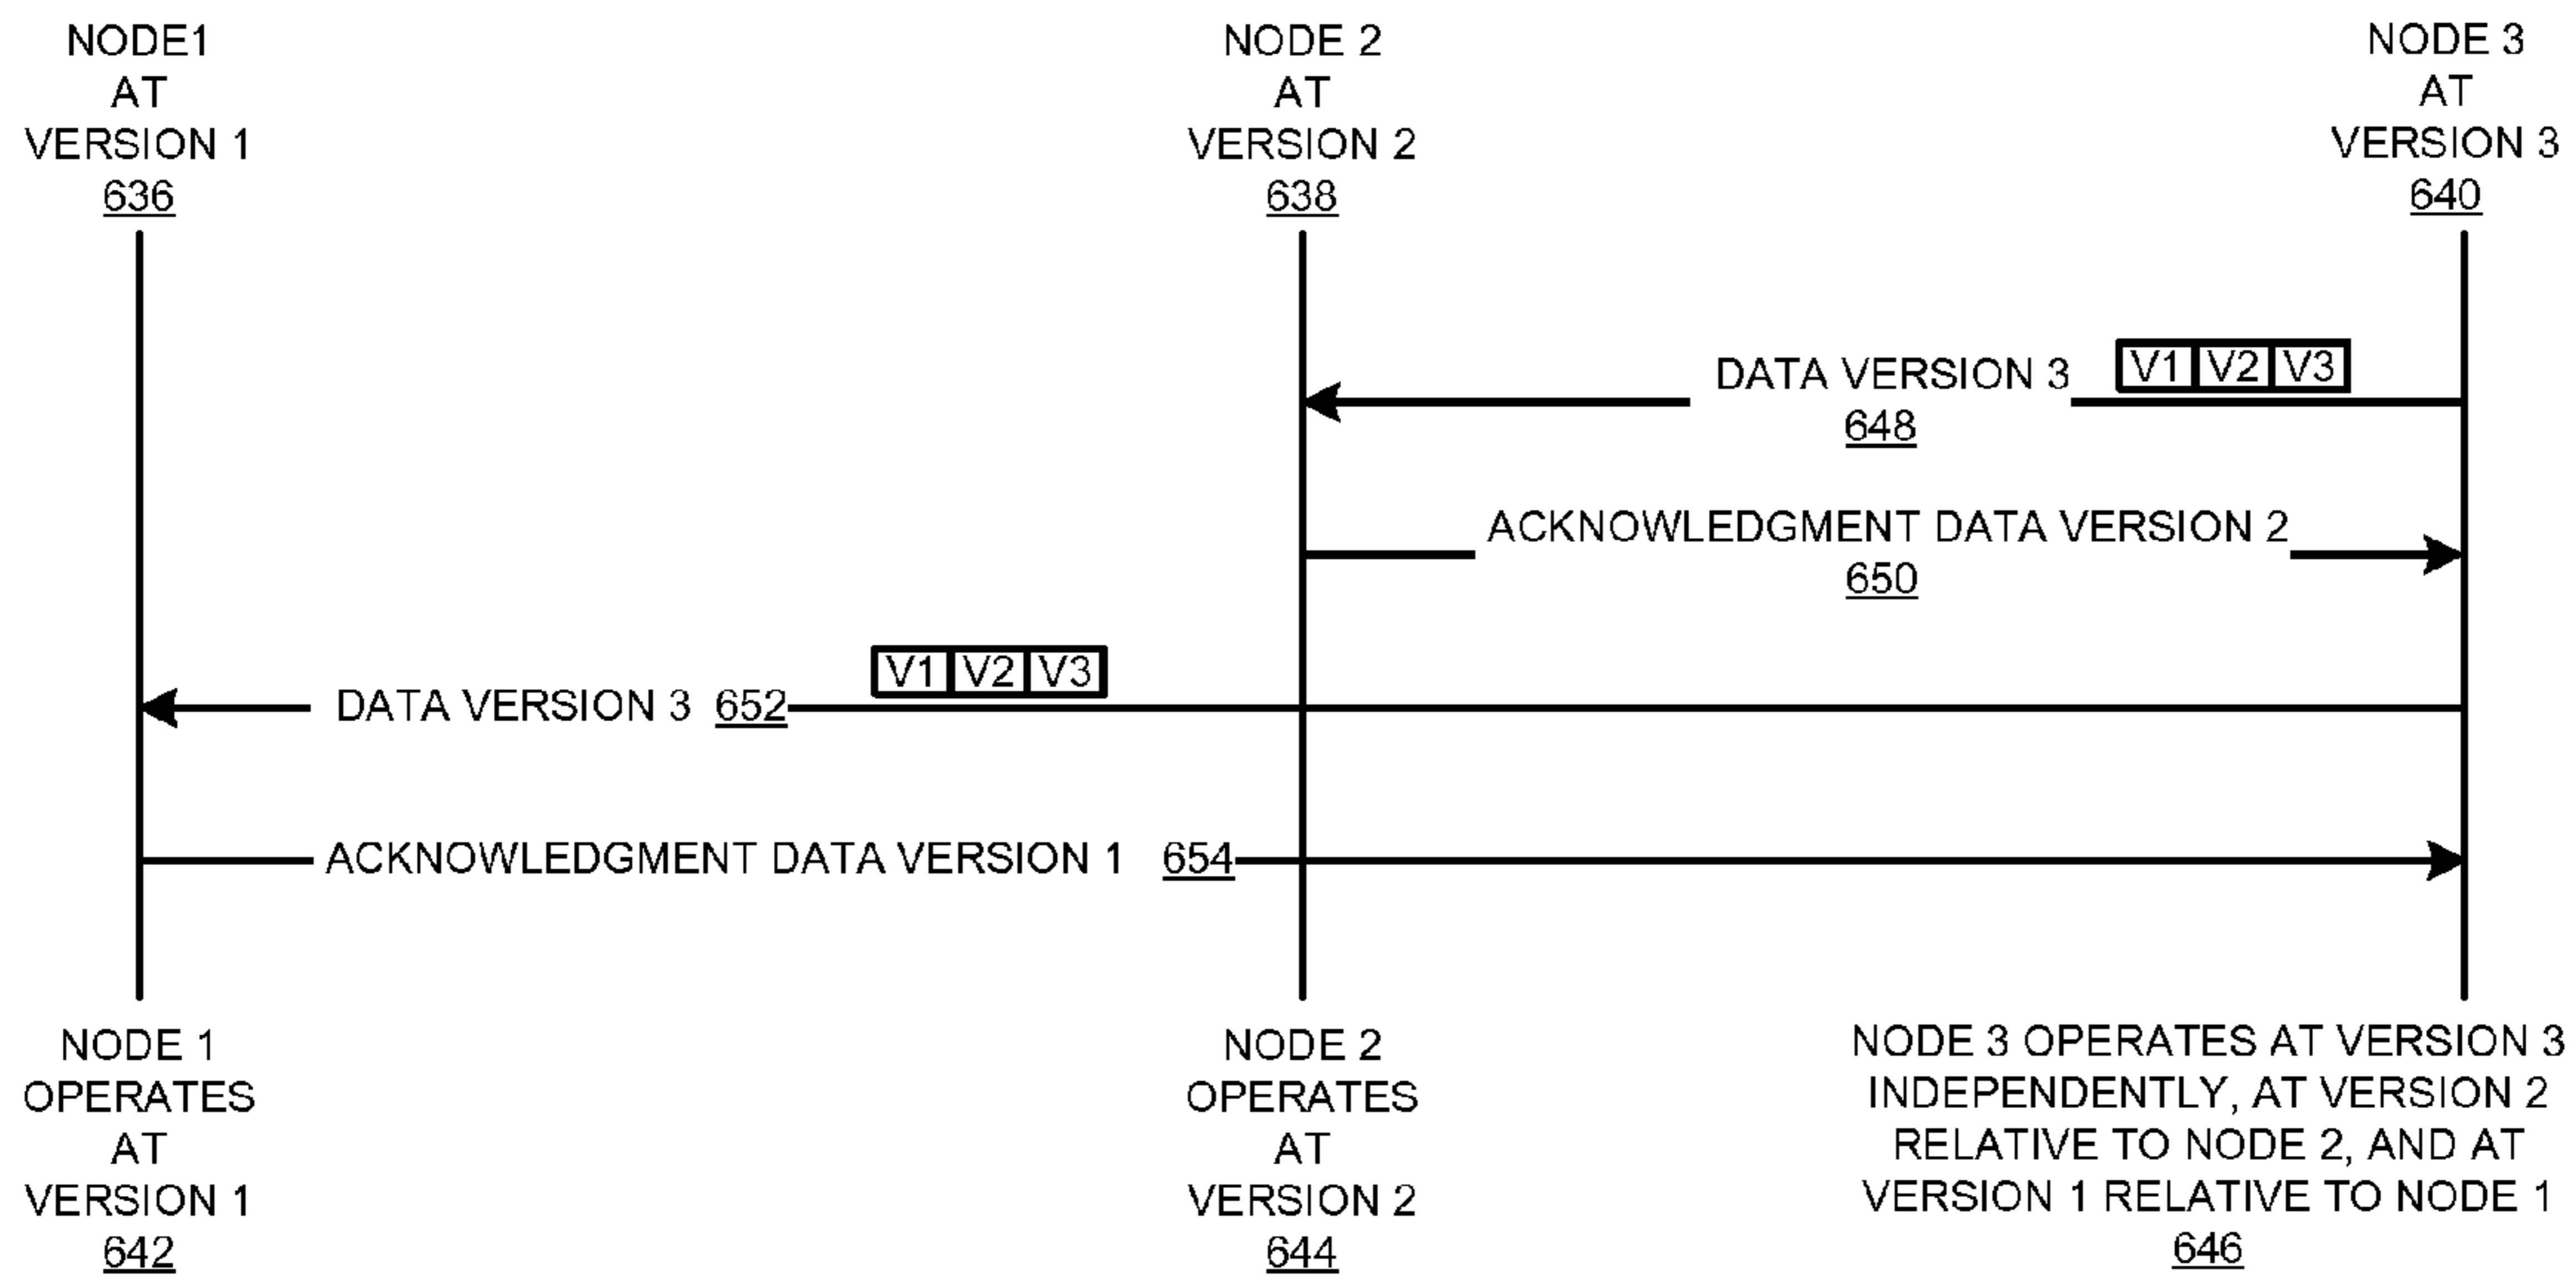 NODE1
AT
VERSION 1
636
NODE 2
AT
VERSION 2
638
NODE 3
AT
VERSION 3
640
DATA VERSION 3
648
V1 V2 V3
ACKNOWLEDGMENT DATA VERSION 2
650
V1 V2 V3
DATA VERSION 3 652
ACKNOWLEDGMENT DATA VERSION 1 654
NODE 1
OPERATES
AT
VERSION 1
642
NODE 2
OPERATES
AT
VERSION 2
644
NODE 3 OPERATES AT VERSION 3
INDEPENDENTLY, AT VERSION 2
RELATIVE TO NODE 2, AND AT
VERSION 1 RELATIVE TO NODE 1
646